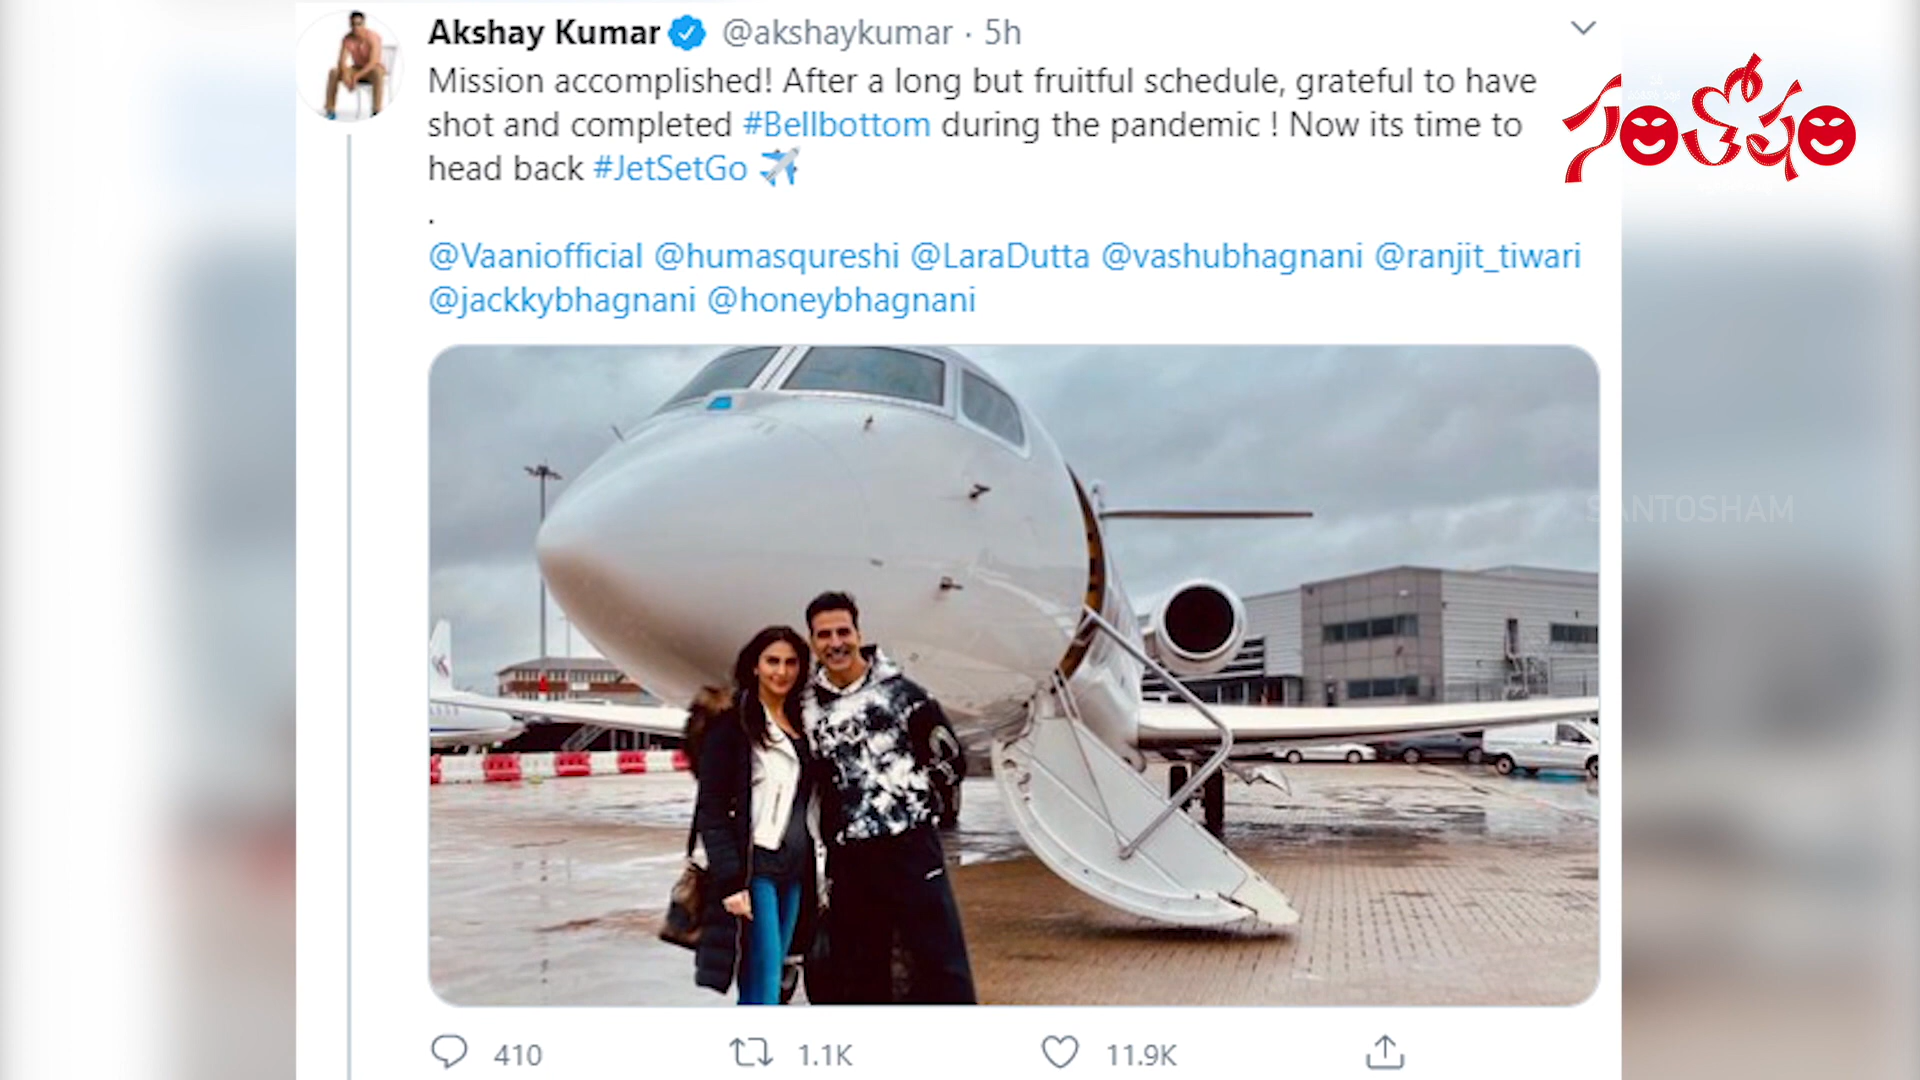 Akshay Kumar @akshaykumar · 5h
Mission accomplished! After a long but fruitful schedule, grateful to have
shot and completed #Bellbottom during the pandemic ! Now its time to
head back #JetSetGo
.
@Vaaniofficial @humasqureshi @LaraDutta @vashubhagnani @ranjit_tiwari
@jackkybhagnani @honeybhagnani
410 1.1K 11.9K
సంతోషం
SANTOSHAM